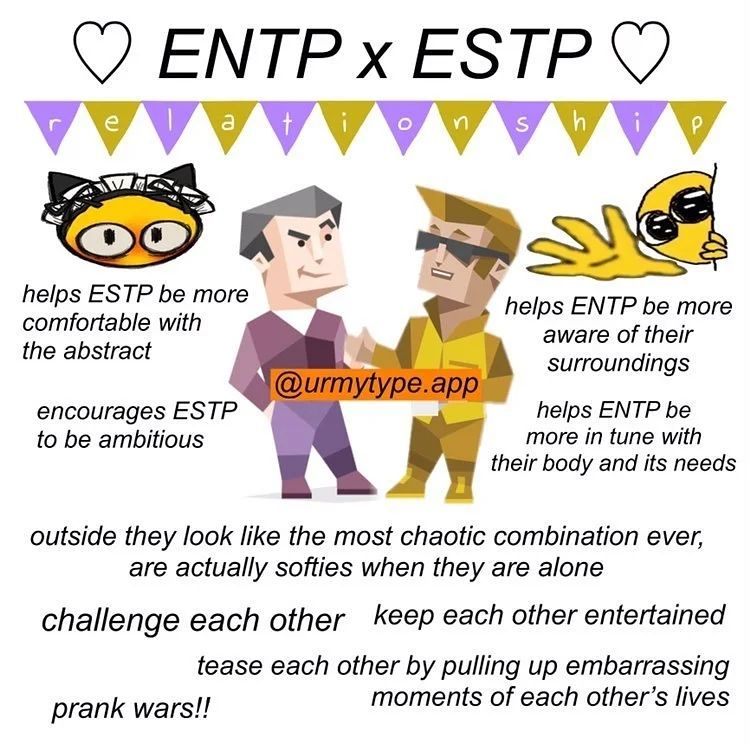 ♡ ENTP x ESTP ♡
relationship
helps ESTP be more
comfortable with
the abstract
encourages ESTP
to be ambitious
helps ENTP be more
aware of their
surroundings
helps ENTP be
more in tune with
their body and its needs
@urmytype.app
outside they look like the most chaotic combination ever,
are actually softies when they are alone
challenge each other
keep each other entertained
tease each other by pulling up embarrassing
moments of each other’s lives
prank wars!!